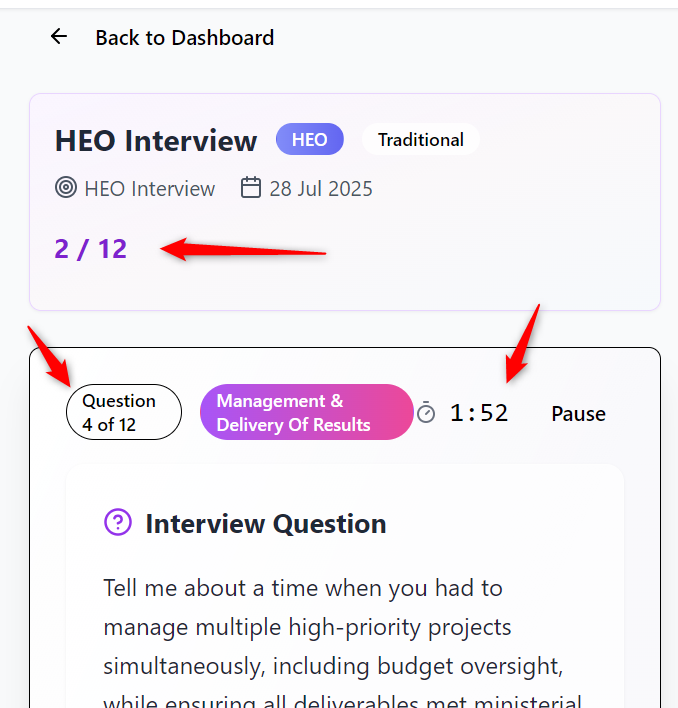 Back to Dashboard
HEO Interview HEO Traditional
HEO Interview 28 Jul 2025
2 / 12
Question
4 of 12
Management &
Delivery Of Results
1:52 Pause
Interview Question
Tell me about a time when you had to
manage multiple high-priority projects
simultaneously, including budget oversight,
while ensuring all deliverables met ministerial